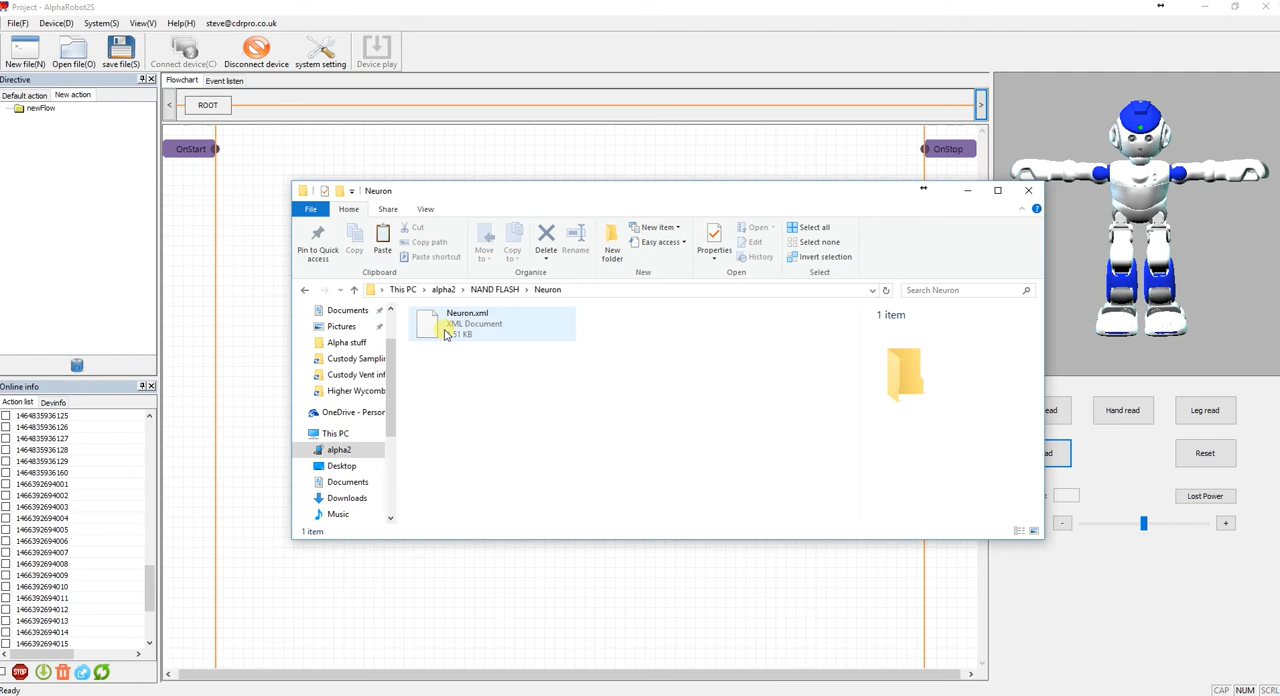 Project - AlphaRobot2S
File(F) Device(D) System(S) View(V) Help(H) steve@cdrpro.co.uk
New file(N) Open file(O) save file(S) Connect device(C) Disconnect device system setting Device play
Directive
Default action New action
newFlow
Flowchart Event listen
< ROOT >
OnStart OnStop
Neuron
File Home Share View
Pin to Quick access
Copy
Paste
Cut
Copy path
Paste shortcut
Clipboard
Move to
Copy to
Delete
Rename
Organise
New folder
New item
Easy access
New
Properties
Open
Edit
History
Open
Select all
Select none
Invert selection
Select
This PC > alpha2 > NAND FLASH > Neuron
Search Neuron
Documents
Pictures
Alpha stuff
Custody Samplin
Custody Vent inf
Higher Wycomb
OneDrive - Person
This PC
alpha2
Desktop
Documents
Downloads
Music
Neuron.xml
XML Document
51 KB
1 item
1 item
Online info
Action list Devinfo
1464835936125
1464835936126
1464835936127
1464835936128
1464835936129
1464835936160
1466392694001
1466392694002
1466392694003
1466392694004
1466392694005
1466392694006
1466392694007
1466392694008
1466392694009
1466392694010
1466392694011
1466392694012
1466392694013
1466392694014
1466392694015
STOP
ead Hand read Leg read
ad Reset
: Lost Power
- +
Ready
CAP NUM SCRL